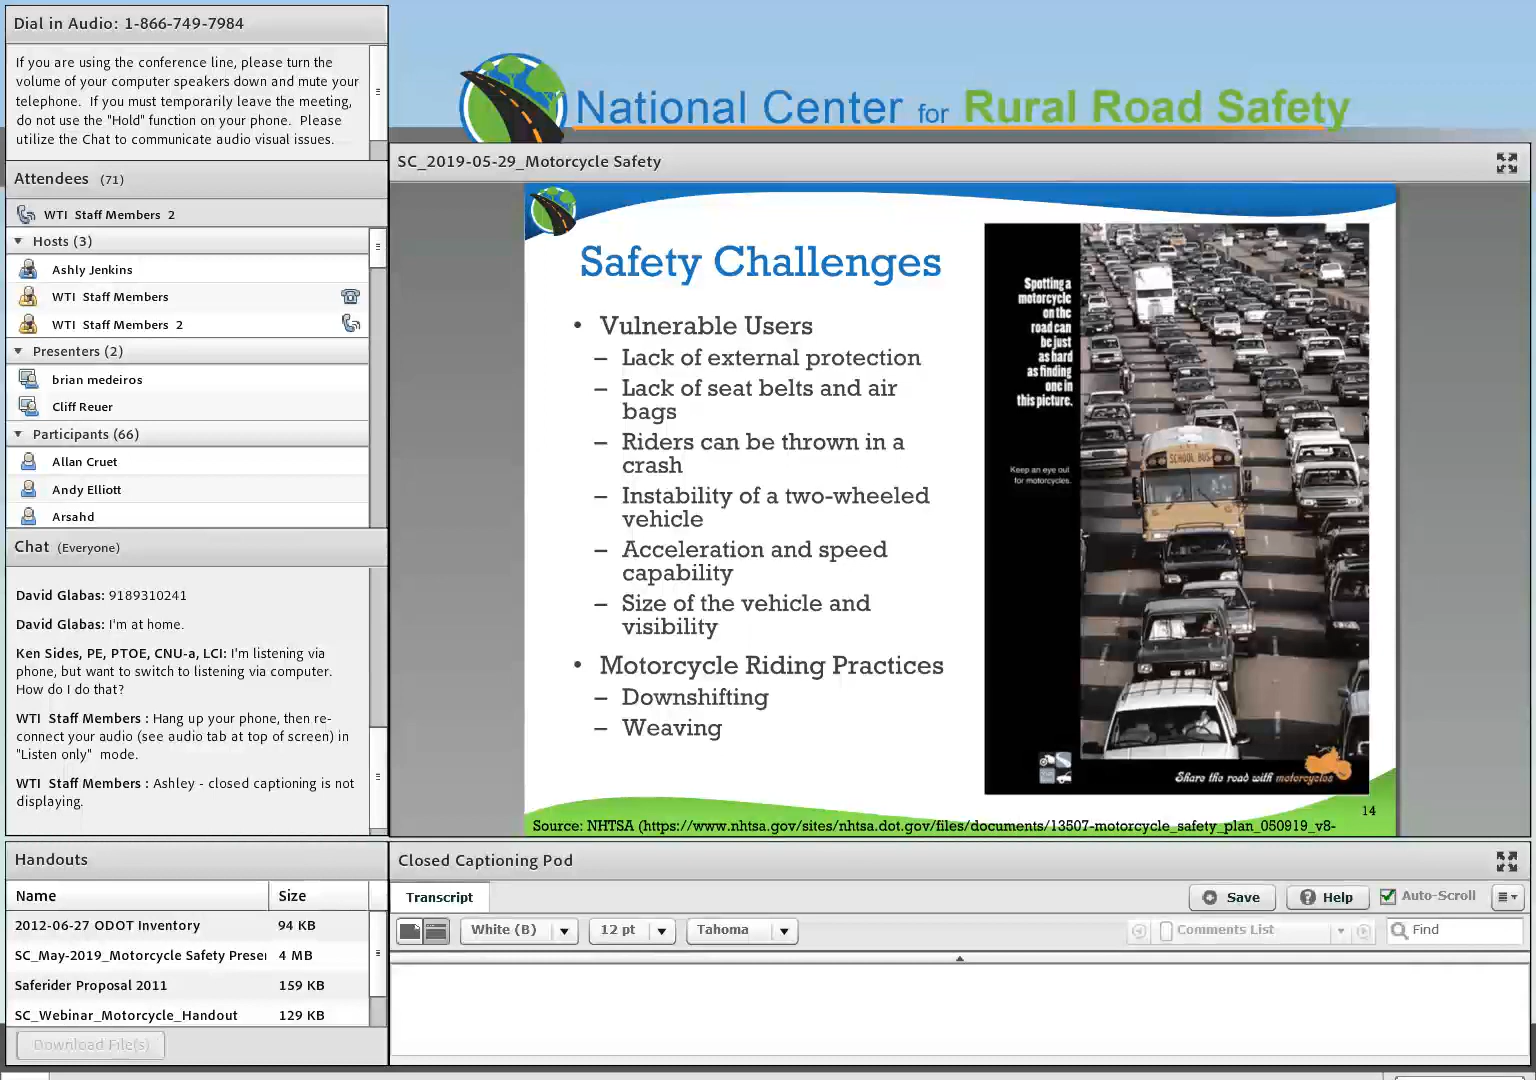 Dial in Audio: 1-866-749-7984
If you are using the conference line, please turn the
volume of your computer speakers down and mute your
telephone. If you must temporarily leave the meeting,
do not use the "Hold" function on your phone. Please
utilize the Chat to communicate audio visual issues.
Attendees (71)
WTI Staff Members 2
Hosts (3)
Ashly Jenkins
WTI Staff Members
WTI Staff Members 2
Presenters (2)
brian medeiros
Cliff Reuer
Participants (66)
Allan Cruet
Andy Elliott
Arsahd
Chat (Everyone)
David Glabas: 9189310241
David Glabas: I'm at home.
Ken Sides, PE, PTOE, CNU-a, LCI: I'm listening via
phone, but want to switch to listening via computer.
How do I do that?
WTI Staff Members : Hang up your phone, then re-
connect your audio (see audio tab at top of screen) in
"Listen only" mode.
WTI Staff Members : Ashley - closed captioning is not
displaying.
Handouts
Name Size
2012-06-27 ODOT Inventory 94 KB
SC_May-2019_Motorcycle Safety Preser 4 MB
Saferider Proposal 2011 159 KB
SC_Webinar_Motorcycle_Handout 129 KB
Download File(s)
National Center for Rural Road Safety
SC_2019-05-29_Motorcycle Safety
Safety Challenges
• Vulnerable Users
– Lack of external protection
– Lack of seat belts and air
bags
– Riders can be thrown in a
crash
– Instability of a two-wheeled
vehicle
– Acceleration and speed
capability
– Size of the vehicle and
visibility
• Motorcycle Riding Practices
– Downshifting
– Weaving
Spotting a
motorcycle
on the
road can
be just
as hard
as finding
one in
this picture.
Keep an eye out
for motorcycles.
SCHOOL BUS
Share the road with motorcycles
14
Source: NHTSA (https://www.nhtsa.gov/sites/nhtsa.dot.gov/files/documents/13507-motorcycle_safety_plan_050919_v8-
Closed Captioning Pod
Transcript
Save
Help
Auto-Scroll
White (B)
12 pt
Tahoma
Comments List
Find